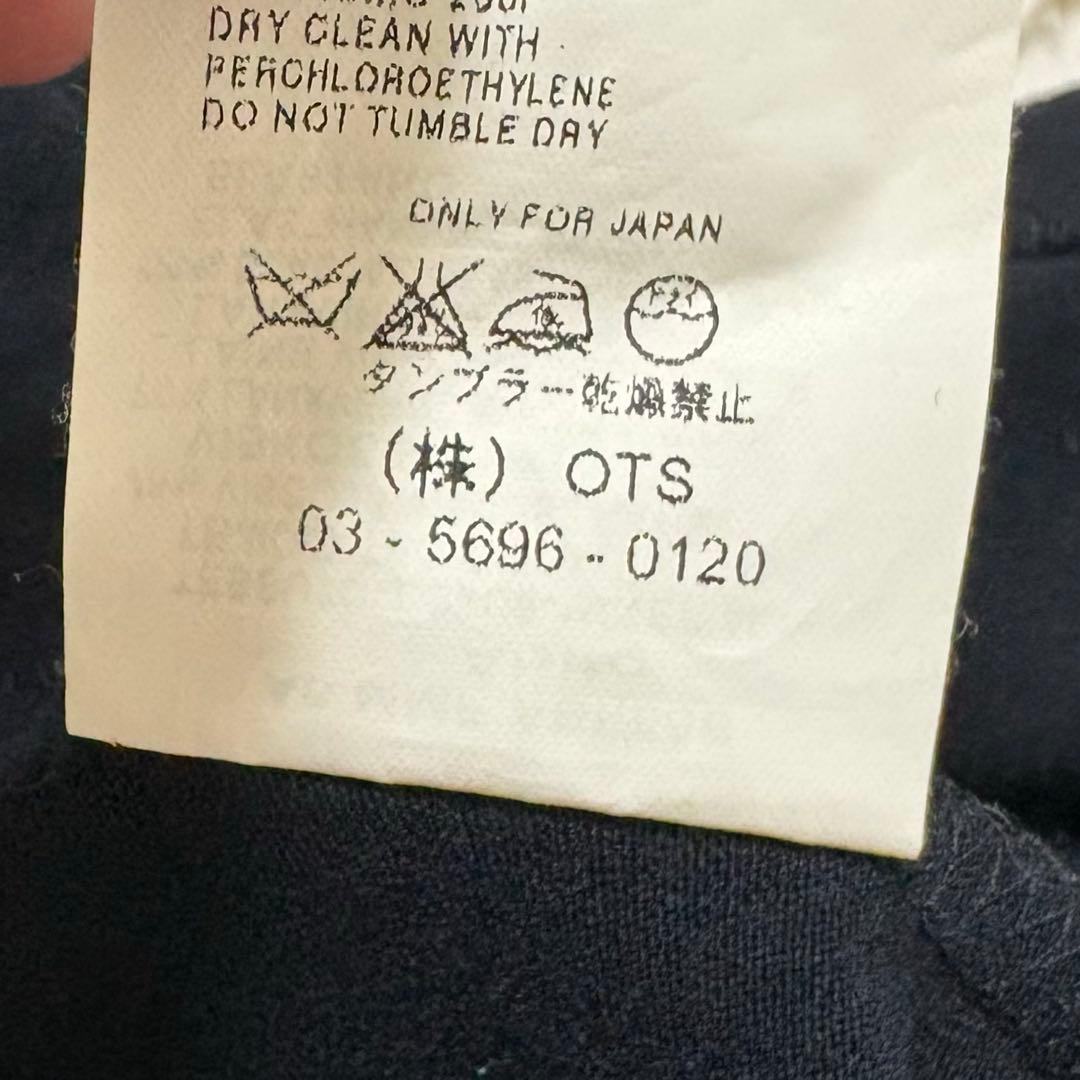 DRY CLEAN WITH
PERCHLOROETHYLENE
DO NOT TUMBLE DRY
ONLY FOR JAPAN
タンブラー乾燥禁止
(株) OTS
03-5696-0120